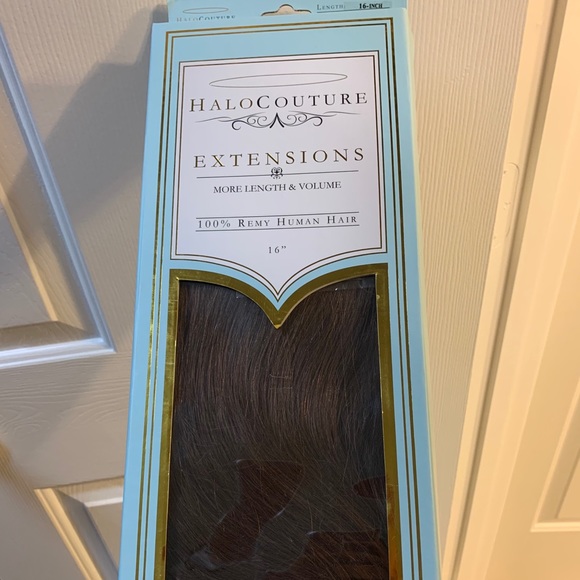 HALOCOUTURE
LENGTH: 16-INCH
HALOCOUTURE
EXTENSIONS
MORE LENGTH & VOLUME
100% REMY HUMAN HAIR
16"